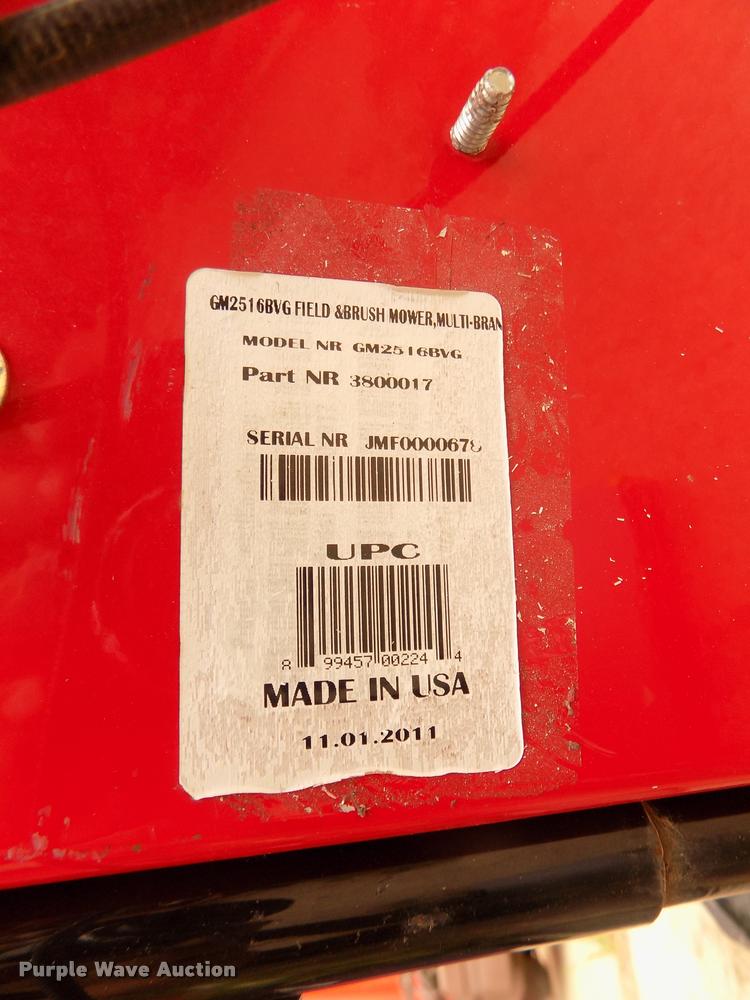 GM2516BVG FIELD &BRUSH MOWER,MULTI-BRAN
MODEL NR GM2516BVG
Part NR 3800017
SERIAL NR
UPC
8 99457 00224 4
MADE IN USA
11.01.2011
Purple Wave Auction